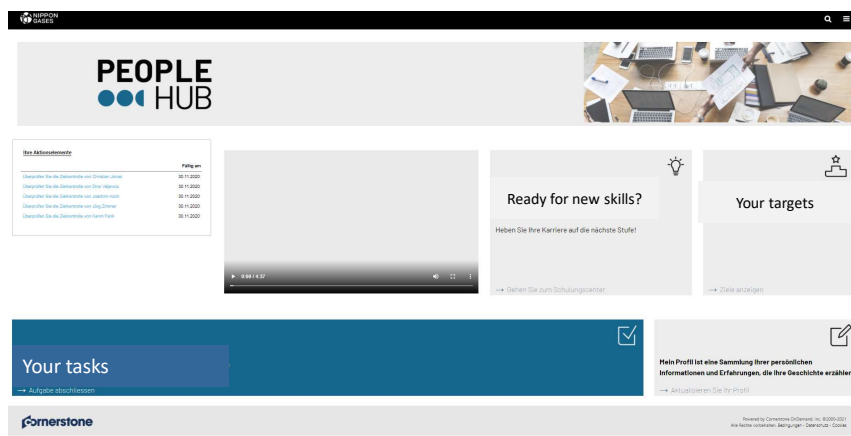 NIPPON
GASES
PEOPLE
HUB
Ihre Aktionselemente
Fällig am
Überprüfen Sie die Zielkontrolle von Christian Jonas
30.11.2020
Überprüfen Sie die Zielkontrolle von
30.11.2020
Überprüfen Sie die Zielkontrolle von Joachim Koch
30.11.2020
Überprüfen Sie die Zielkontrolle von Jörg Zimmer
30.11.2020
Überprüfen Sie die Zielkontrolle von Karen Frank
30.11.2020
0:00 / 4:37
Ready for new skills?
Heben Sie Ihre Karriere auf die nächste Stufe!
→ Gehen Sie zum Schulungscenter
Your targets
→ Ziele anzeigen
Your tasks
→ Aufgabe abschliessen
Mein Profil ist eine Sammlung Ihrer persönlichen
Informationen und Erfahrungen, die Ihre Geschichte erzählen
→ Aktualisieren Sie Ihr Profil
cornerstone
Powered by Cornerstone OnDemand, Inc. ©2000-2021
Alle Rechte vorbehalten. Bedingungen - Datenschutz - Cookies